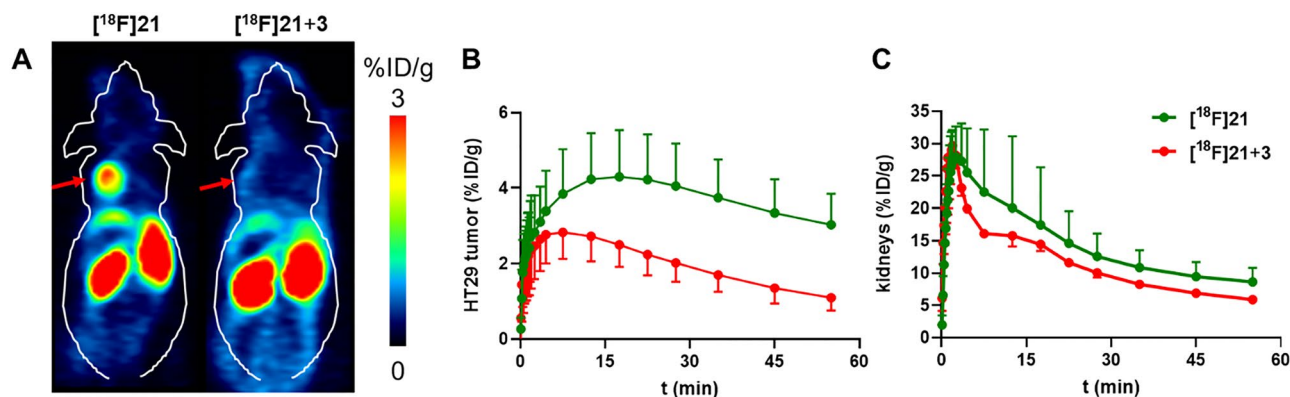 [¹⁸F]21 [¹⁸F]21+3
A
%ID/g
3
0
B
HT29 tumor (% ID/g)
6
4
2
0
0 15 30 45 60
t (min)
C
kidneys (% ID/g)
35
30
25
20
15
10
5
0
0 15 30 45 60
t (min)
[¹⁸F]21
[¹⁸F]21+3